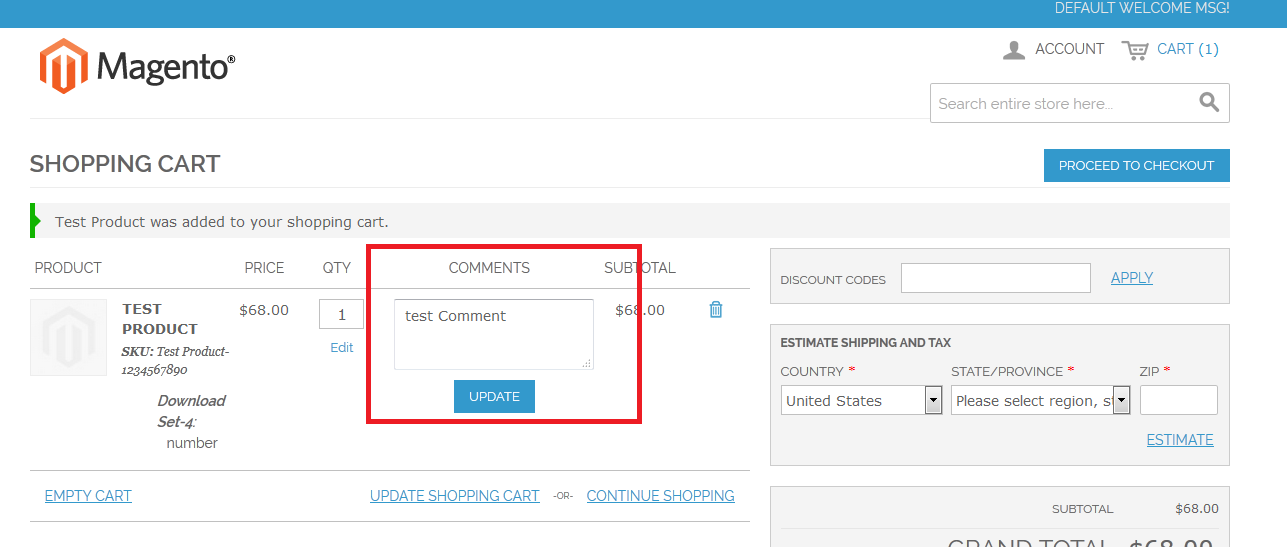 DEFAULT WELCOME MSG!
Magento®
ACCOUNT
CART (1)
Search entire store here...
SHOPPING CART
PROCEED TO CHECKOUT
Test Product was added to your shopping cart.
PRODUCT PRICE QTY COMMENTS SUBTOTAL
TEST PRODUCT
SKU: Test Product-
1234567890
Download
Set-4:
number
$68.00
1
Edit
test Comment
UPDATE
$68.00
EMPTY CART
UPDATE SHOPPING CART -OR- CONTINUE SHOPPING
DISCOUNT CODES
APPLY
ESTIMATE SHIPPING AND TAX
COUNTRY * STATE/PROVINCE * ZIP *
United States
Please select region, st
ESTIMATE
SUBTOTAL $68.00
GRAND TOTAL $68.00